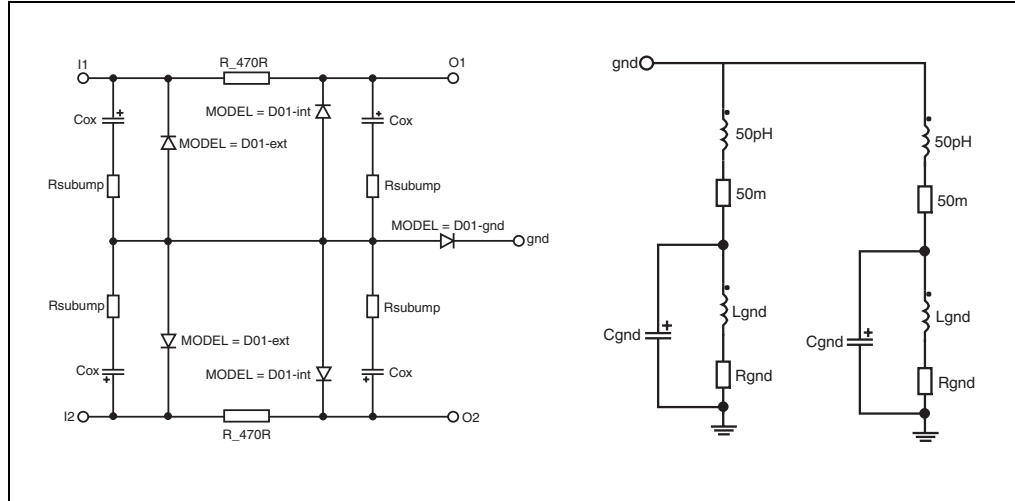 I1
R_470R
O1
Cox
MODEL = D01-int
Cox
MODEL = D01-ext
Rsubump
Rsubump
MODEL = D01-gnd
gnd
Rsubump
Rsubump
MODEL = D01-ext
Cox
MODEL = D01-int
Cox
I2
R_470R
O2
gnd
50pH
50m
Cgnd
Lgnd
Rgnd
50pH
50m
Cgnd
Lgnd
Rgnd